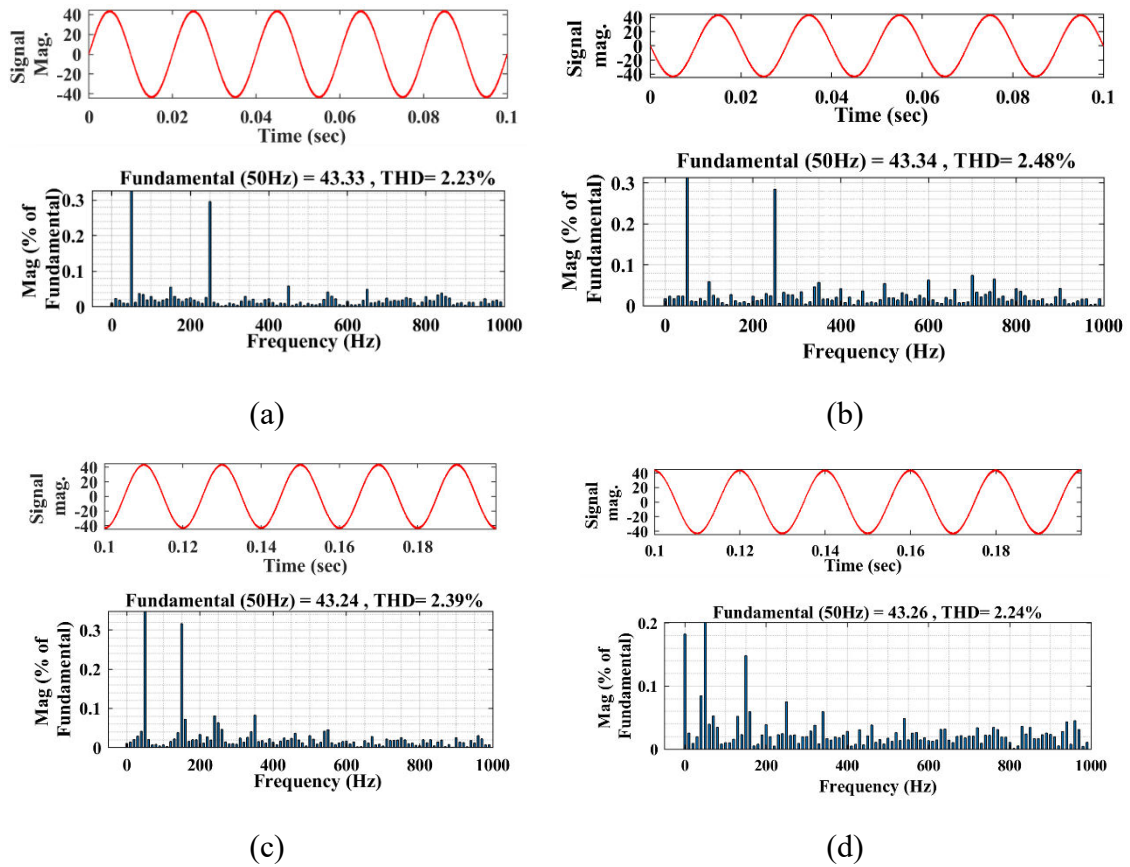 Signal
Mag.
40
20
0
-20
-40
0 0.02 0.04 0.06 0.08 0.1
Time (sec)
Fundamental (50Hz) = 43.33 , THD= 2.23%
Mag (% of
Fundamental)
0.3
0.2
0.1
0
0 200 400 600 800 1000
Frequency (Hz)
(a)
Signal
mag.
40
20
0
-20
-40
0 0.02 0.04 0.06 0.08 0.1
Time (sec)
Fundamental (50Hz) = 43.34 , THD= 2.48%
Mag (% of
Fundamental)
0.3
0.2
0.1
0
0 200 400 600 800 1000
Frequency (Hz)
(b)
Signal
mag.
40
20
0
-20
-40
0.1 0.12 0.14 0.16 0.18
Time (sec)
Fundamental (50Hz) = 43.24 , THD= 2.39%
Mag (% of
Fundamental)
0.3
0.2
0.1
0
0 200 400 600 800 1000
Frequency (Hz)
(c)
Signal
mag.
40
20
0
-20
-40
0.1 0.12 0.14 0.16 0.18
Time (sec)
Fundamental (50Hz) = 43.26 , THD= 2.24%
Mag (% of
Fundamental)
0.2
0.1
0
0 200 400 600 800 1000
Frequency (Hz)
(d)